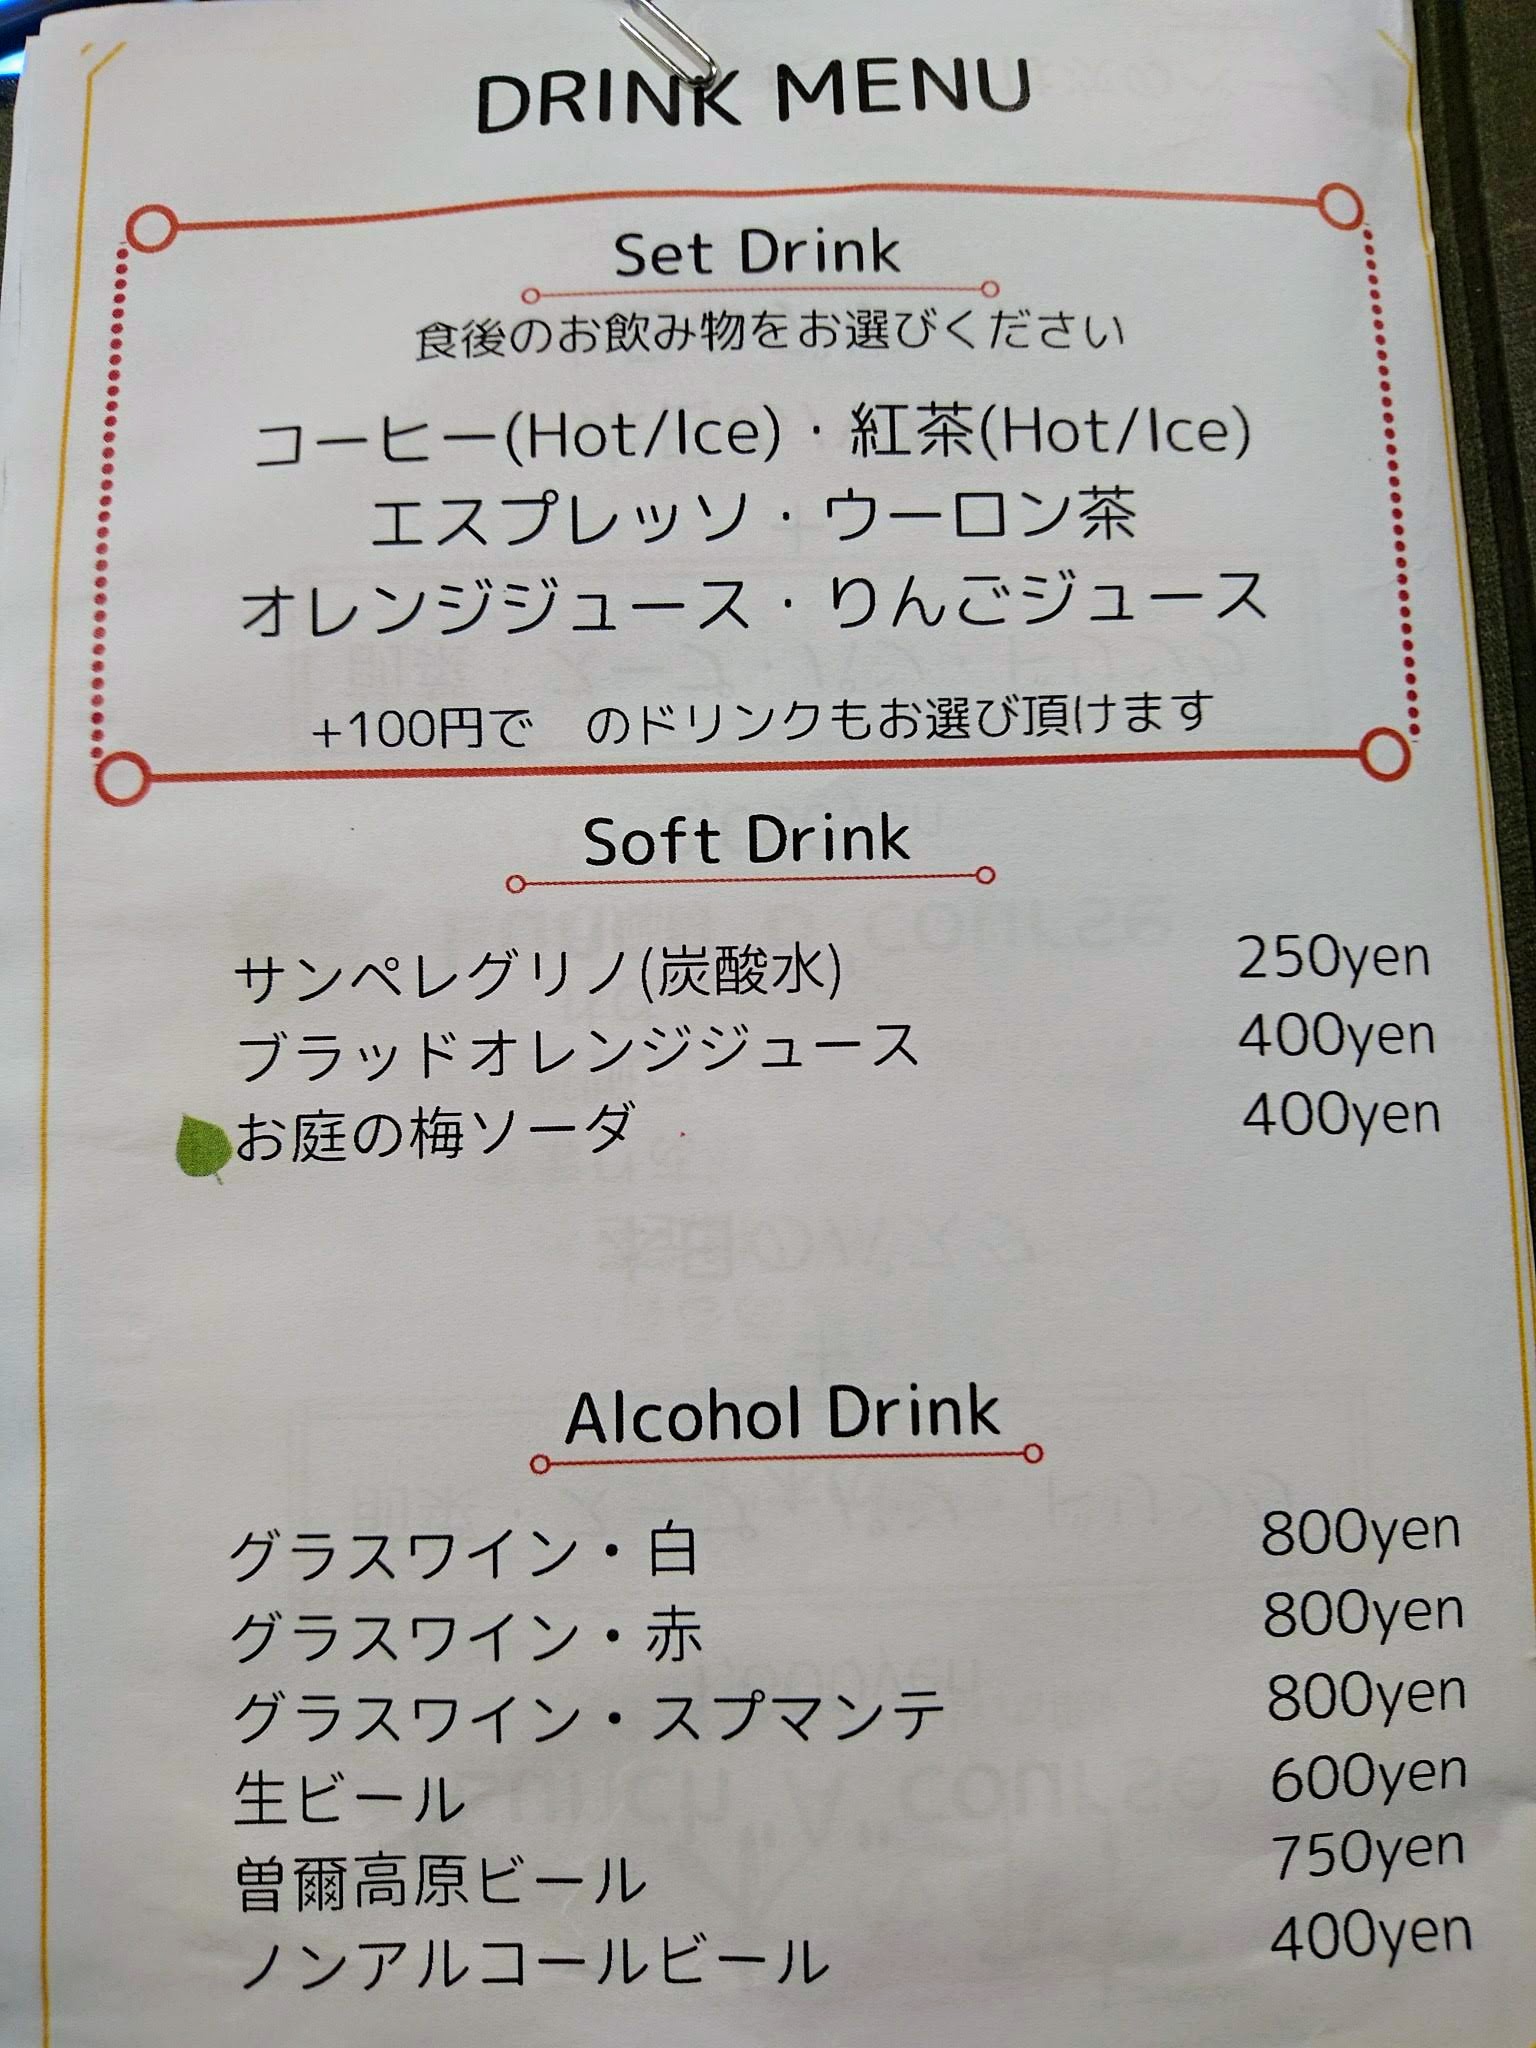 DRINK MENU
Set Drink
食後のお飲み物をお選びください
コーヒー(Hot/Ice)・紅茶(Hot/Ice)
エスプレッソ・ウーロン茶
オレンジジュース・りんごジュース
+100円で　のドリンクもお選び頂けます
Soft Drink
サンペレグリノ(炭酸水) 250yen
ブラッドオレンジジュース 400yen
お庭の梅ソーダ 400yen
Alcohol Drink
グラスワイン・白 800yen
グラスワイン・赤 800yen
グラスワイン・スプマンテ 800yen
生ビール 600yen
曽爾高原ビール 750yen
ノンアルコールビール 400yen